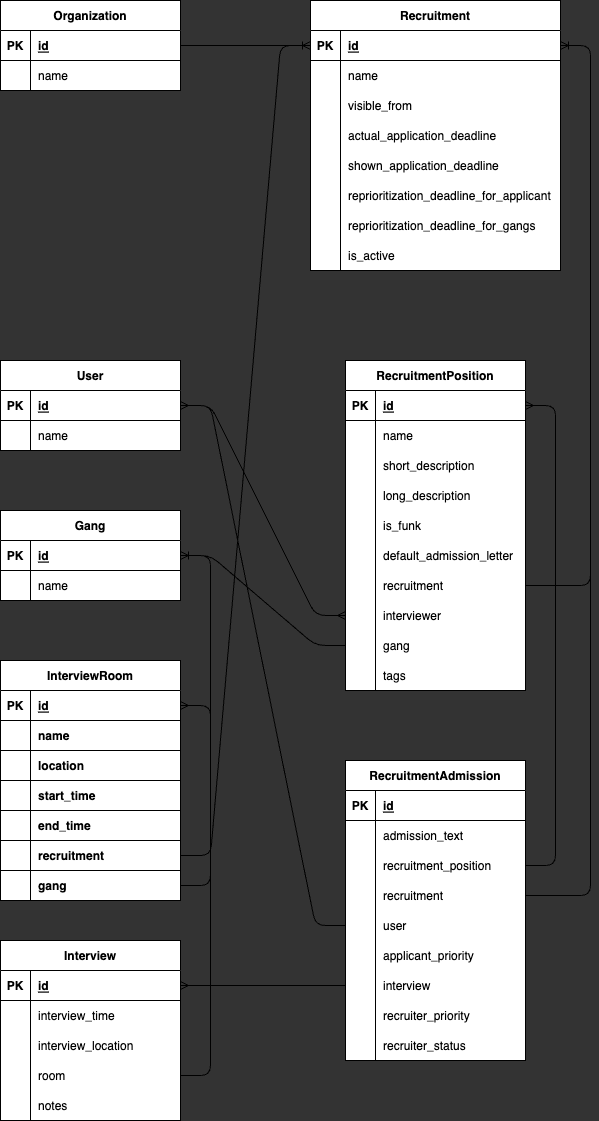 Organization
PK id
name
Recruitment
PK id
name
visible_from
actual_application_deadline
shown_application_deadline
reprioritization_deadline_for_applicant
reprioritization_deadline_for_gangs
is_active
User
PK id
name
RecruitmentPosition
PK id
name
short_description
long_description
is_funk
default_admission_letter
recruitment
interviewer
gang
tags
Gang
PK id
name
InterviewRoom
PK id
name
location
start_time
end_time
recruitment
gang
RecruitmentAdmission
PK id
admission_text
recruitment_position
recruitment
user
applicant_priority
interview
recruiter_priority
recruiter_status
Interview
PK id
interview_time
interview_location
room
notes